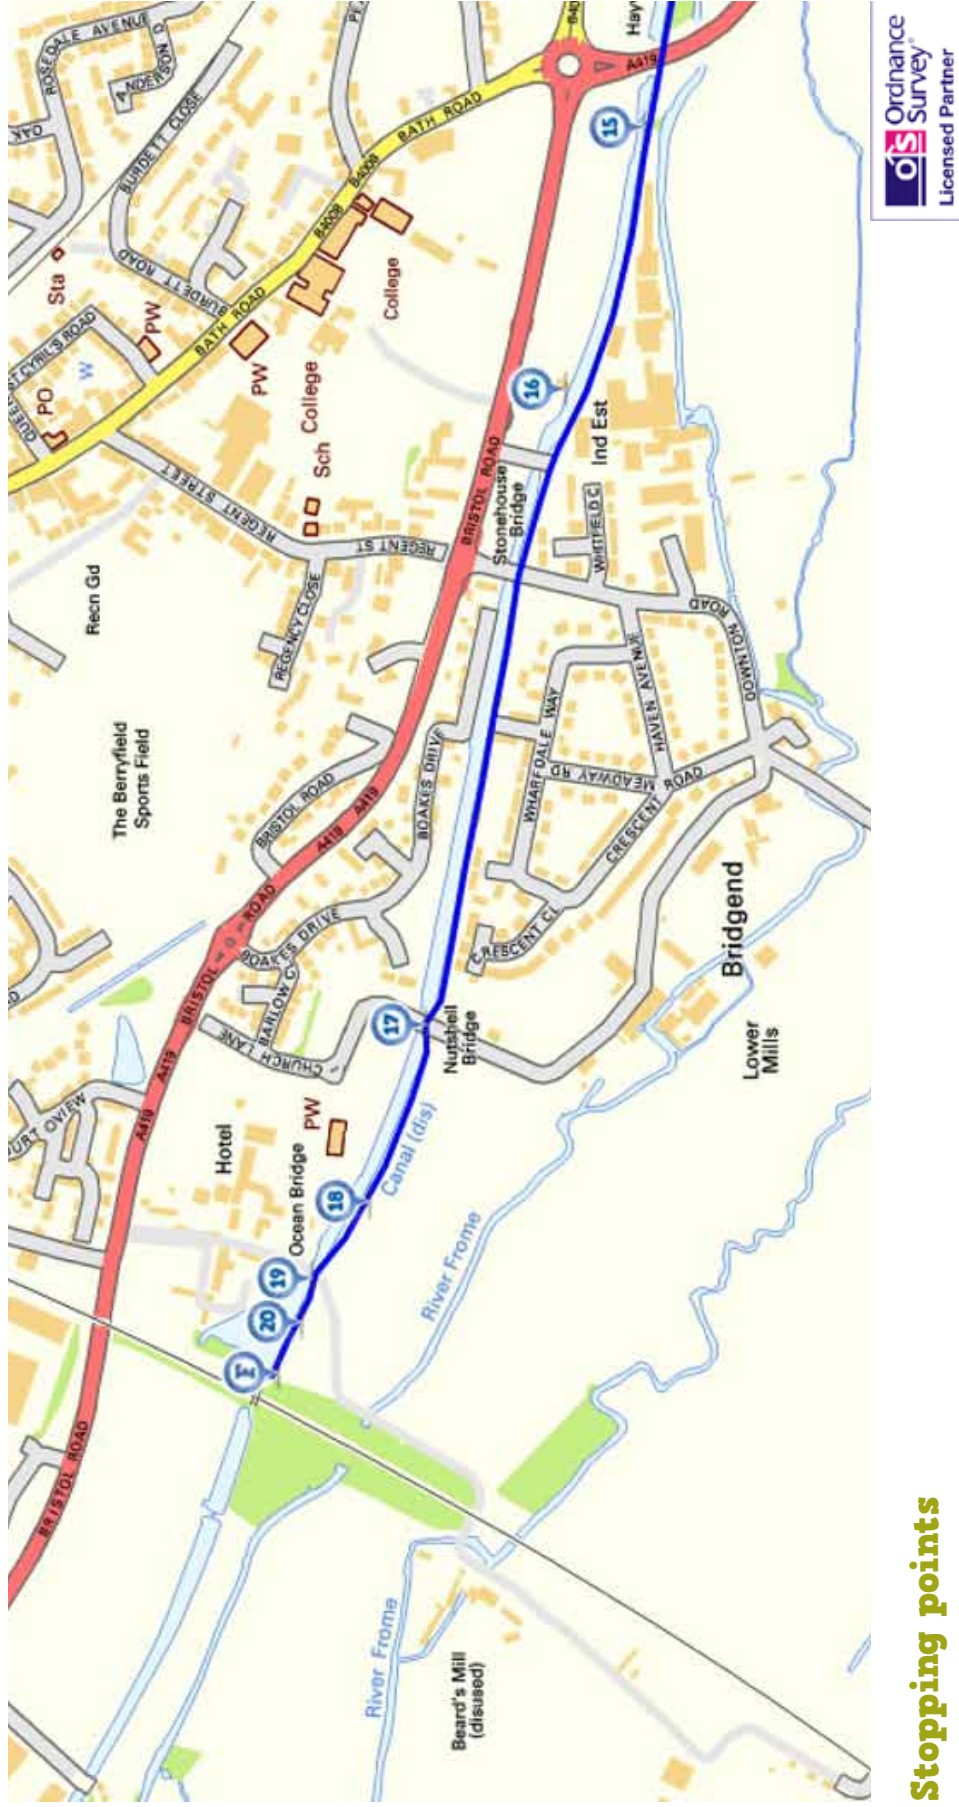 Stopping points
BRISTOL ROAD
A419
A419
BRISTOL
ROAD
A419
A419
BRISTOL ROAD
A419
BRISTOL ROAD
Hotel
PW
Ocean Bridge
CHURCH LANE
BARLOW C
BOAKES DRIVE
BOAKES DRIVE
The Berryfield
Sports Field
Recn Gd
REGENCY CLOSE
REGENT ST
REGENT STREET
Sch
College
College
PW
PW
PO
W
Sta
BATH ROAD
BATH ROAD
B4008
B4008
BURDETT ROAD
BURDETT CLOSE
ROSEDALE AVENUE
OAK
ST CYRIL'S ROAD
Stonehouse
Bridge
Ind Est
WHITFIELD C
DOWNTON ROAD
HAVEN AVENUE
WHARFDALE WAY
MEADWAY RD
CRESCENT ROAD
CRESCENT CL
Nutshell
Bridge
Bridgend
Lower
Mills
Canal (dis)
River Frome
River Frome
Beard's Mill
(disused)
F
20
19
18
17
16
15
Hay
OS Ordnance
Survey®
Licensed Partner